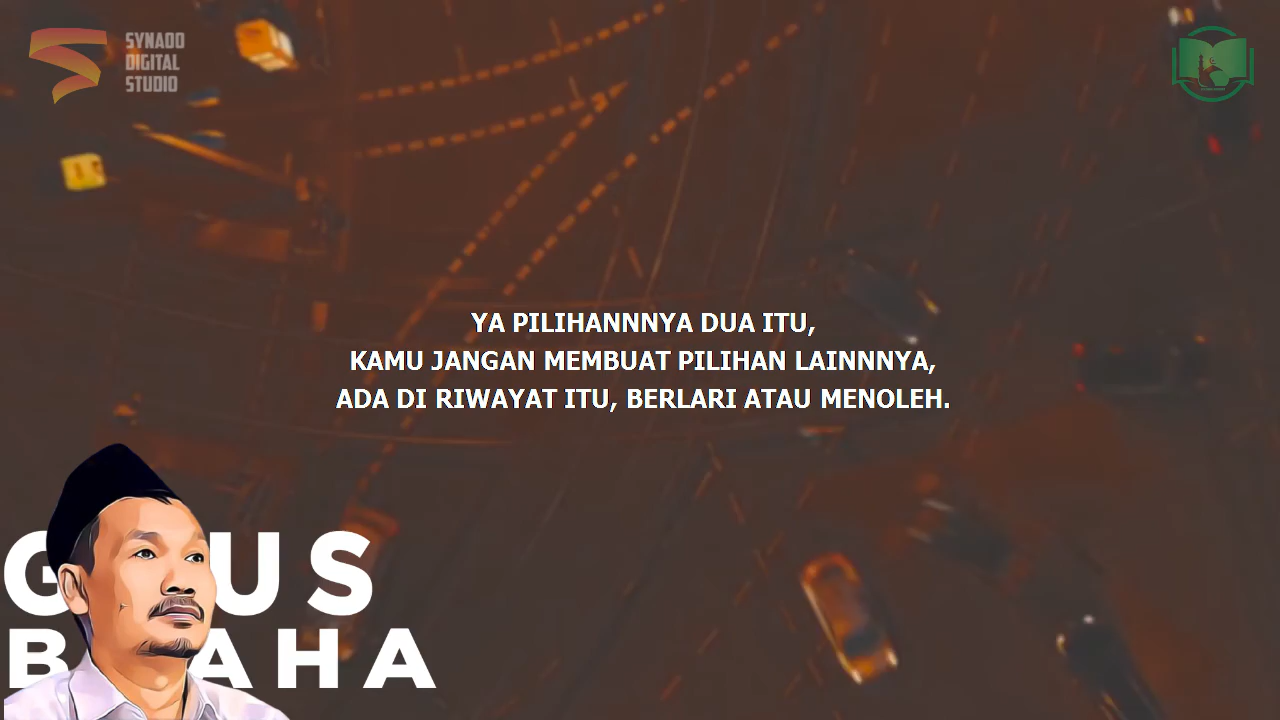 SYNADO
DIGITAL
STUDIO
YA PILIHANNNYA DUA ITU,
KAMU JANGAN MEMBUAT PILIHAN LAINNNYA,
ADA DI RIWAYAT ITU, BERLARI ATAU MENOLEH.